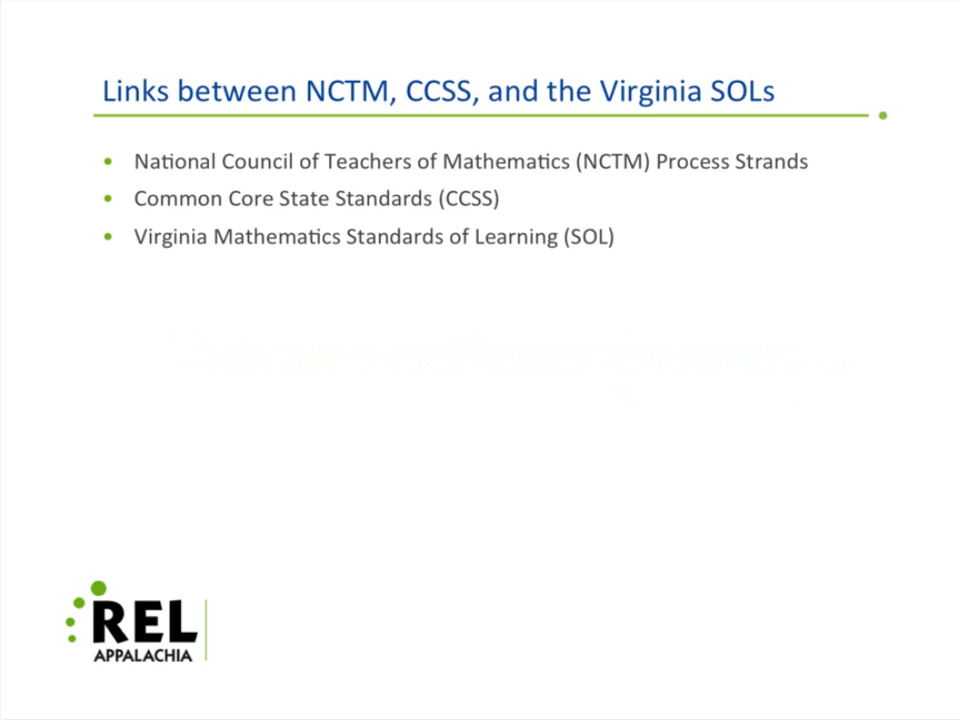 Links between NCTM, CCSS, and the Virginia SOLs
• National Council of Teachers of Mathematics (NCTM) Process Strands
• Common Core State Standards (CCSS)
• Virginia Mathematics Standards of Learning (SOL)
REL
APPALACHIA